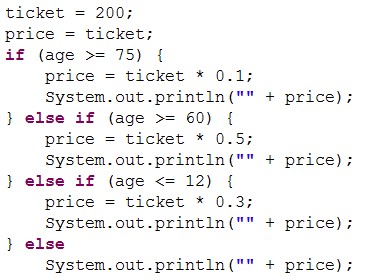 ticket = 200;
price = ticket;
if (age >= 75) {
    price = ticket * 0.1;
    System.out.println("" + price);
} else if (age >= 60) {
    price = ticket * 0.5;
    System.out.println("" + price);
} else if (age <= 12) {
    price = ticket * 0.3;
    System.out.println("" + price);
} else
    System.out.println("" + price);